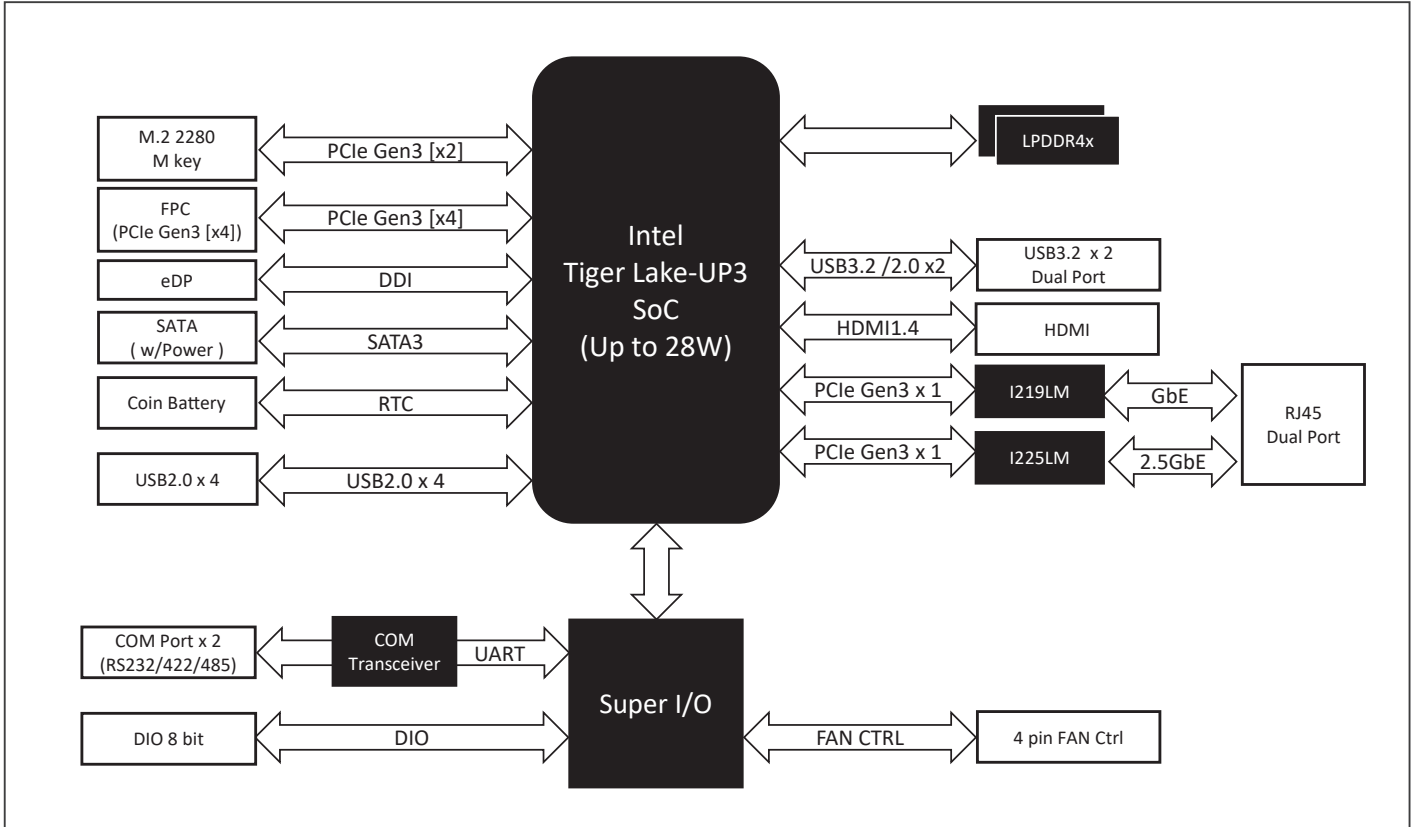 M.2 2280
M key
PCIe Gen3 [x2]
FPC
(PCIe Gen3 [x4])
PCIe Gen3 [x4]
eDP
DDI
SATA
( w/Power )
SATA3
Coin Battery
RTC
USB2.0 x 4
USB2.0 x 4
Intel
Tiger Lake-UP3
SoC
(Up to 28W)
LPDDR4x
USB3.2 /2.0 x2
USB3.2  x 2
Dual Port
HDMI1.4
HDMI
PCIe Gen3 x 1
I219LM
GbE
PCIe Gen3 x 1
I225LM
2.5GbE
RJ45
Dual Port
COM Port x 2
(RS232/422/485)
COM
Transceiver
UART
Super I/O
DIO 8 bit
DIO
FAN CTRL
4 pin FAN Ctrl